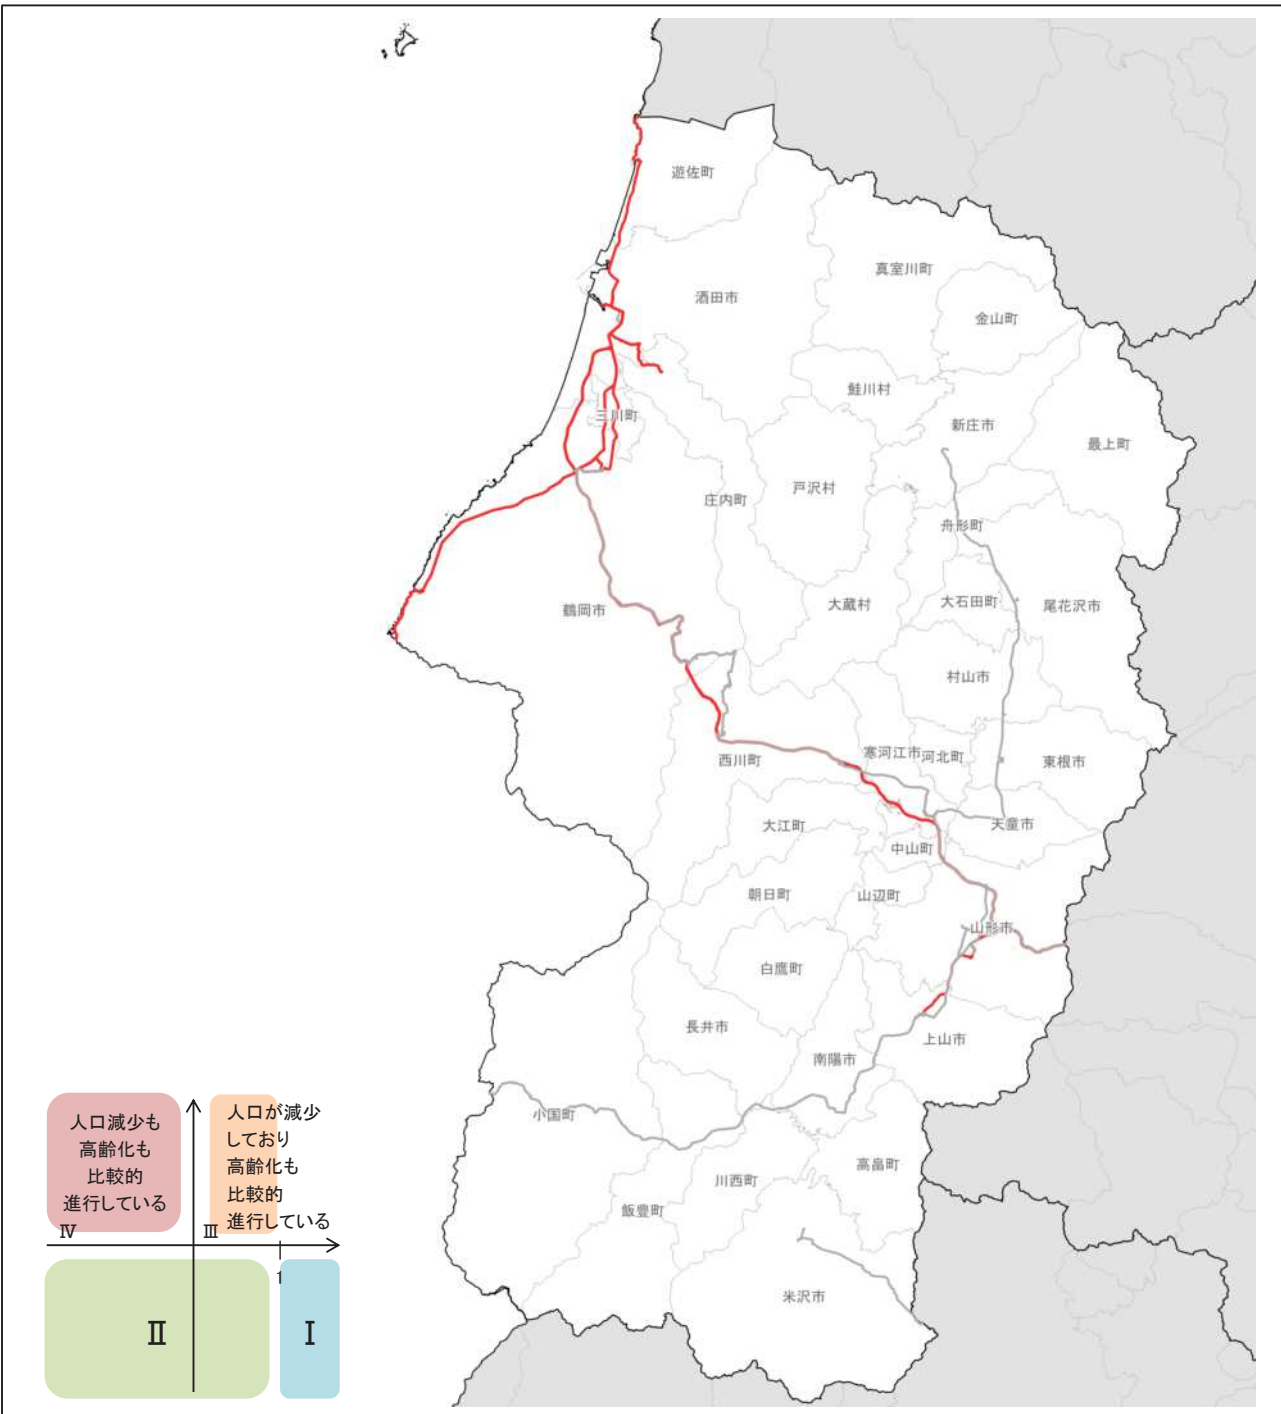 遊佐町
真室川町
酒田市
金山町
鮭川村
三川町
新庄市
最上町
戸沢村
庄内町
舟形町
鶴岡市
大蔵村
大石田町
尾花沢市
村山市
西川町
寒河江市
河北町
東根市
大江町
天童市
中山町
朝日町
山辺町
山形市
白鷹町
長井市
上山市
南陽市
小国町
高畠町
川西町
飯豊町
米沢市
人口減少も
高齢化も
比較的
進行している
Ⅳ
人口が減少
しており
高齢化も
比較的
進行している
Ⅲ
1
Ⅱ
Ⅰ